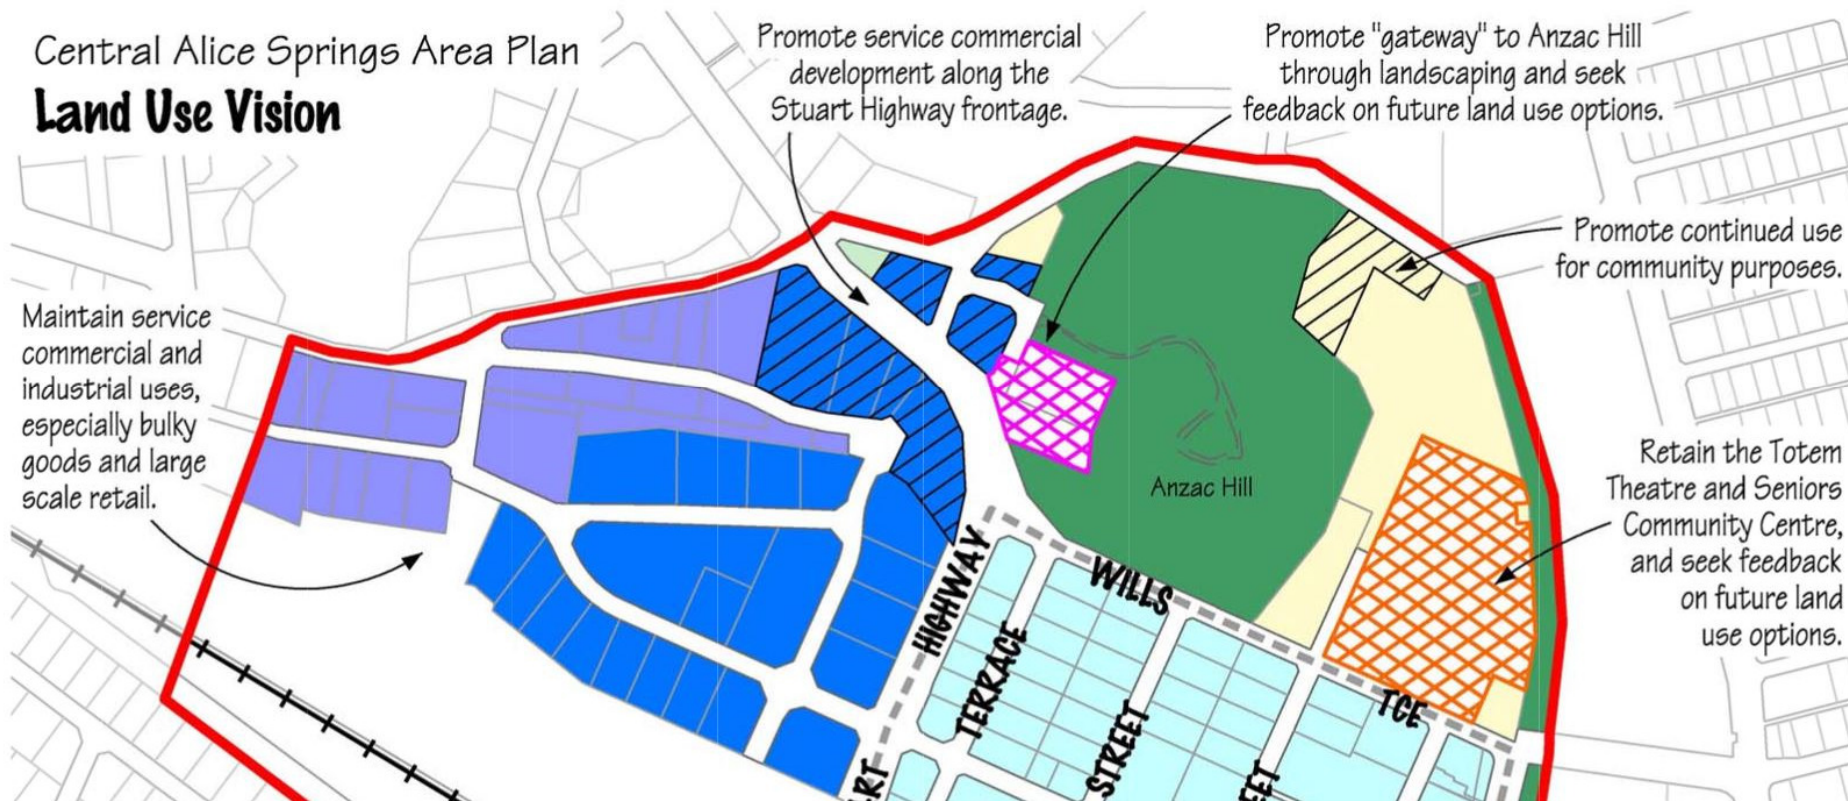 Central Alice Springs Area Plan
Land Use Vision
Promote service commercial
development along the
Stuart Highway frontage.
Promote "gateway" to Anzac Hill
through landscaping and seek
feedback on future land use options.
Promote continued use
for community purposes.
Maintain service
commercial and
industrial uses,
especially bulky
goods and large
scale retail.
Retain the Totem
Theatre and Seniors
Community Centre,
and seek feedback
on future land
use options.
Anzac Hill
HIGHWAY
WILLS
TERRACE
STREET
TCE